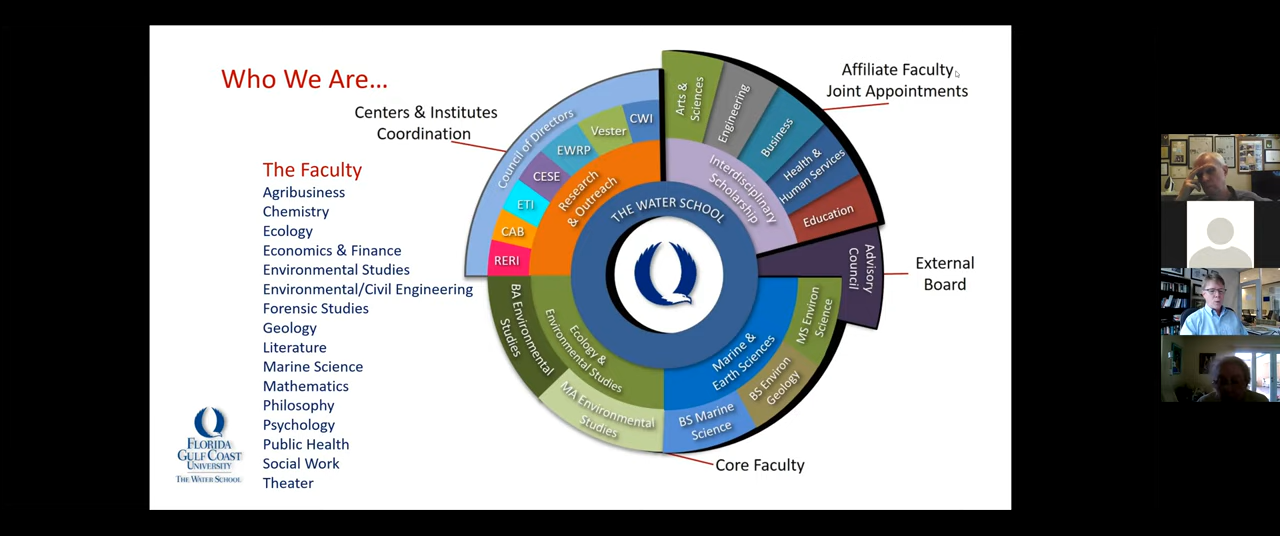 Who We Are…
Centers & Institutes
Coordination
The Faculty
Agribusiness
Chemistry
Ecology
Economics & Finance
Environmental Studies
Environmental/Civil Engineering
Forensic Studies
Geology
Literature
Marine Science
Mathematics
Philosophy
Psychology
Public Health
Social Work
Theater
FLORIDA
GULF COAST
UNIVERSITY
THE WATER SCHOOL
Council of Directors
CWI
Vester
EWRP
CESE
ETI
CAB
RERI
Research
& Outreach
Arts &
Sciences
Engineering
Business
Health &
Human Services
Education
Interdisciplinary
Scholarship
THE WATER SCHOOL
Affiliate Faculty
Joint Appointments
Advisory
Council
External
Board
BA Environmental
Studies
Ecology &
Environmental Studies
MA Environmental
Studies
Marine &
Earth Sciences
MS Environ
Science
BS Environ
Geology
BS Marine
Science
Core Faculty